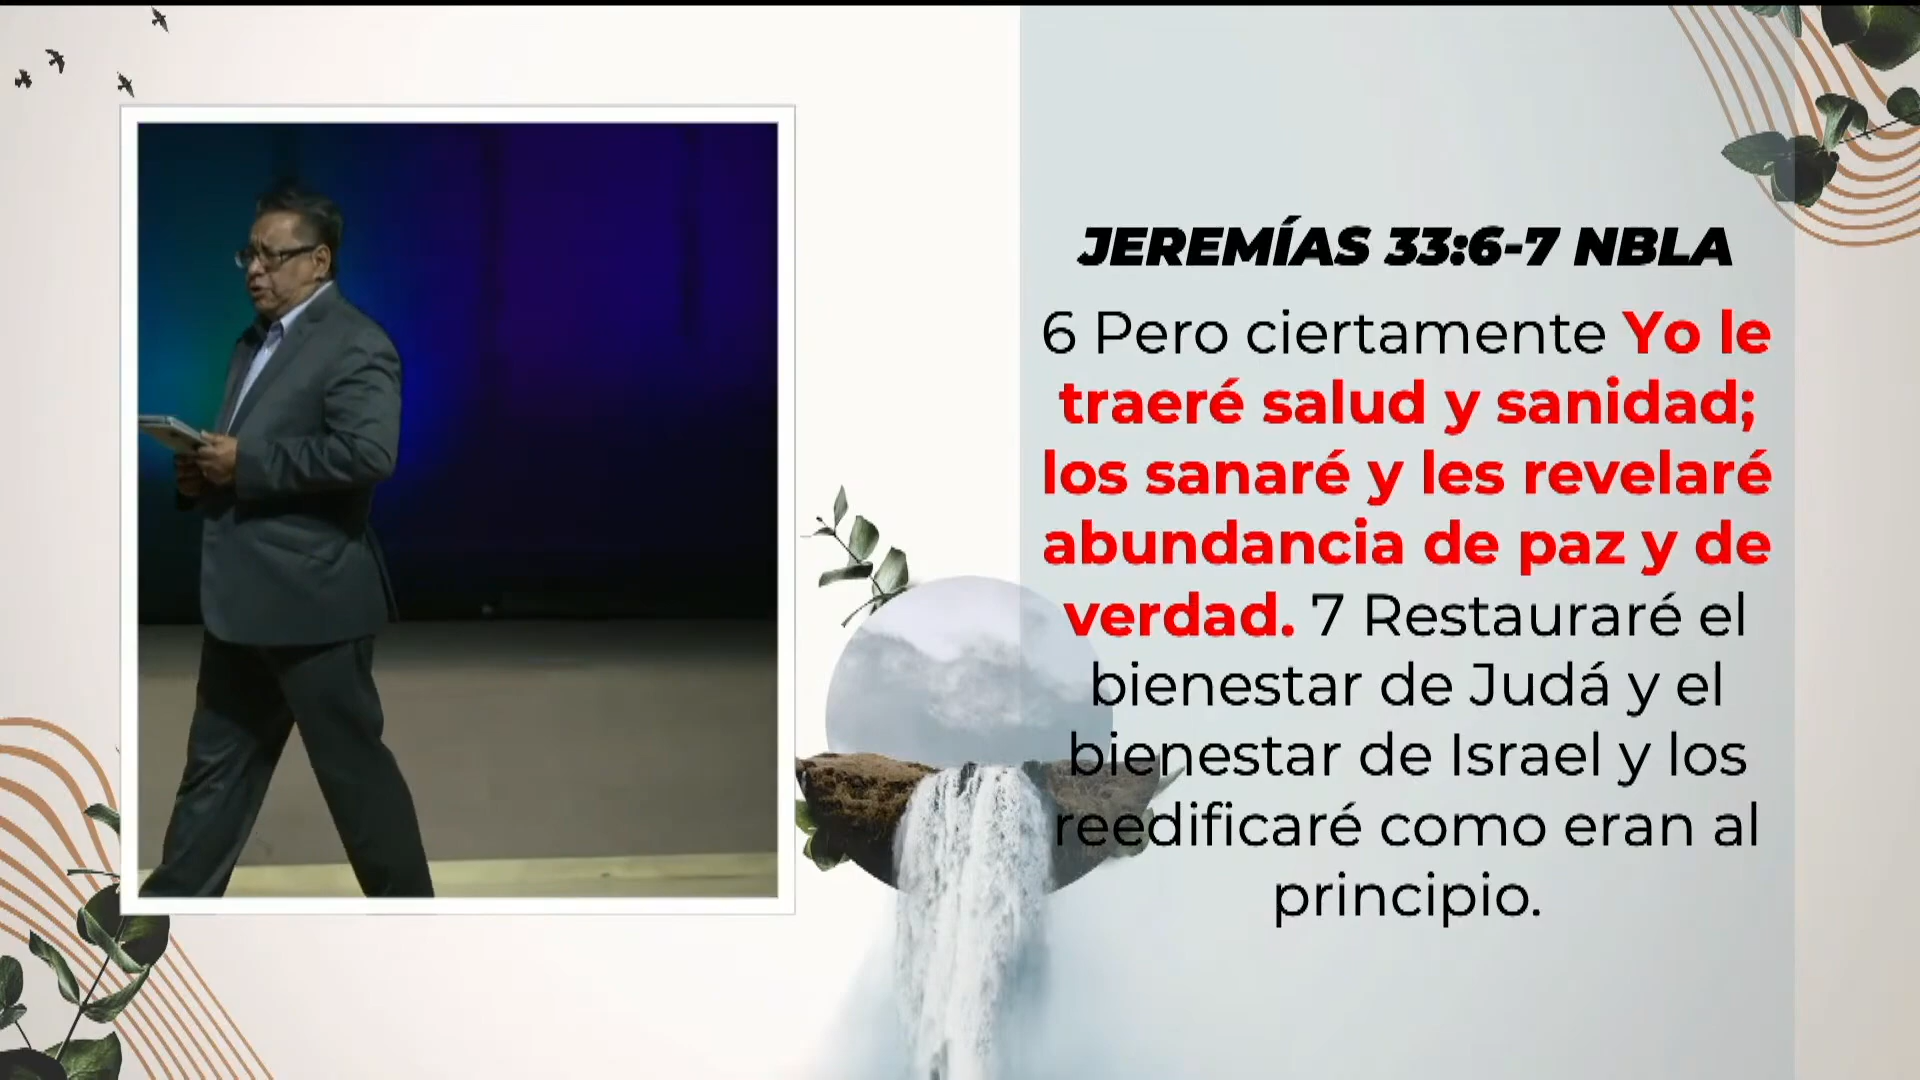 JEREMÍAS 33:6-7 NBLA
6 Pero ciertamente Yo le
traeré salud y sanidad;
los sanaré y les revelaré
abundancia de paz y de
verdad. 7 Restauraré el
bienestar de Judá y el
bienestar de Israel y los
reedificaré como eran al
principio.